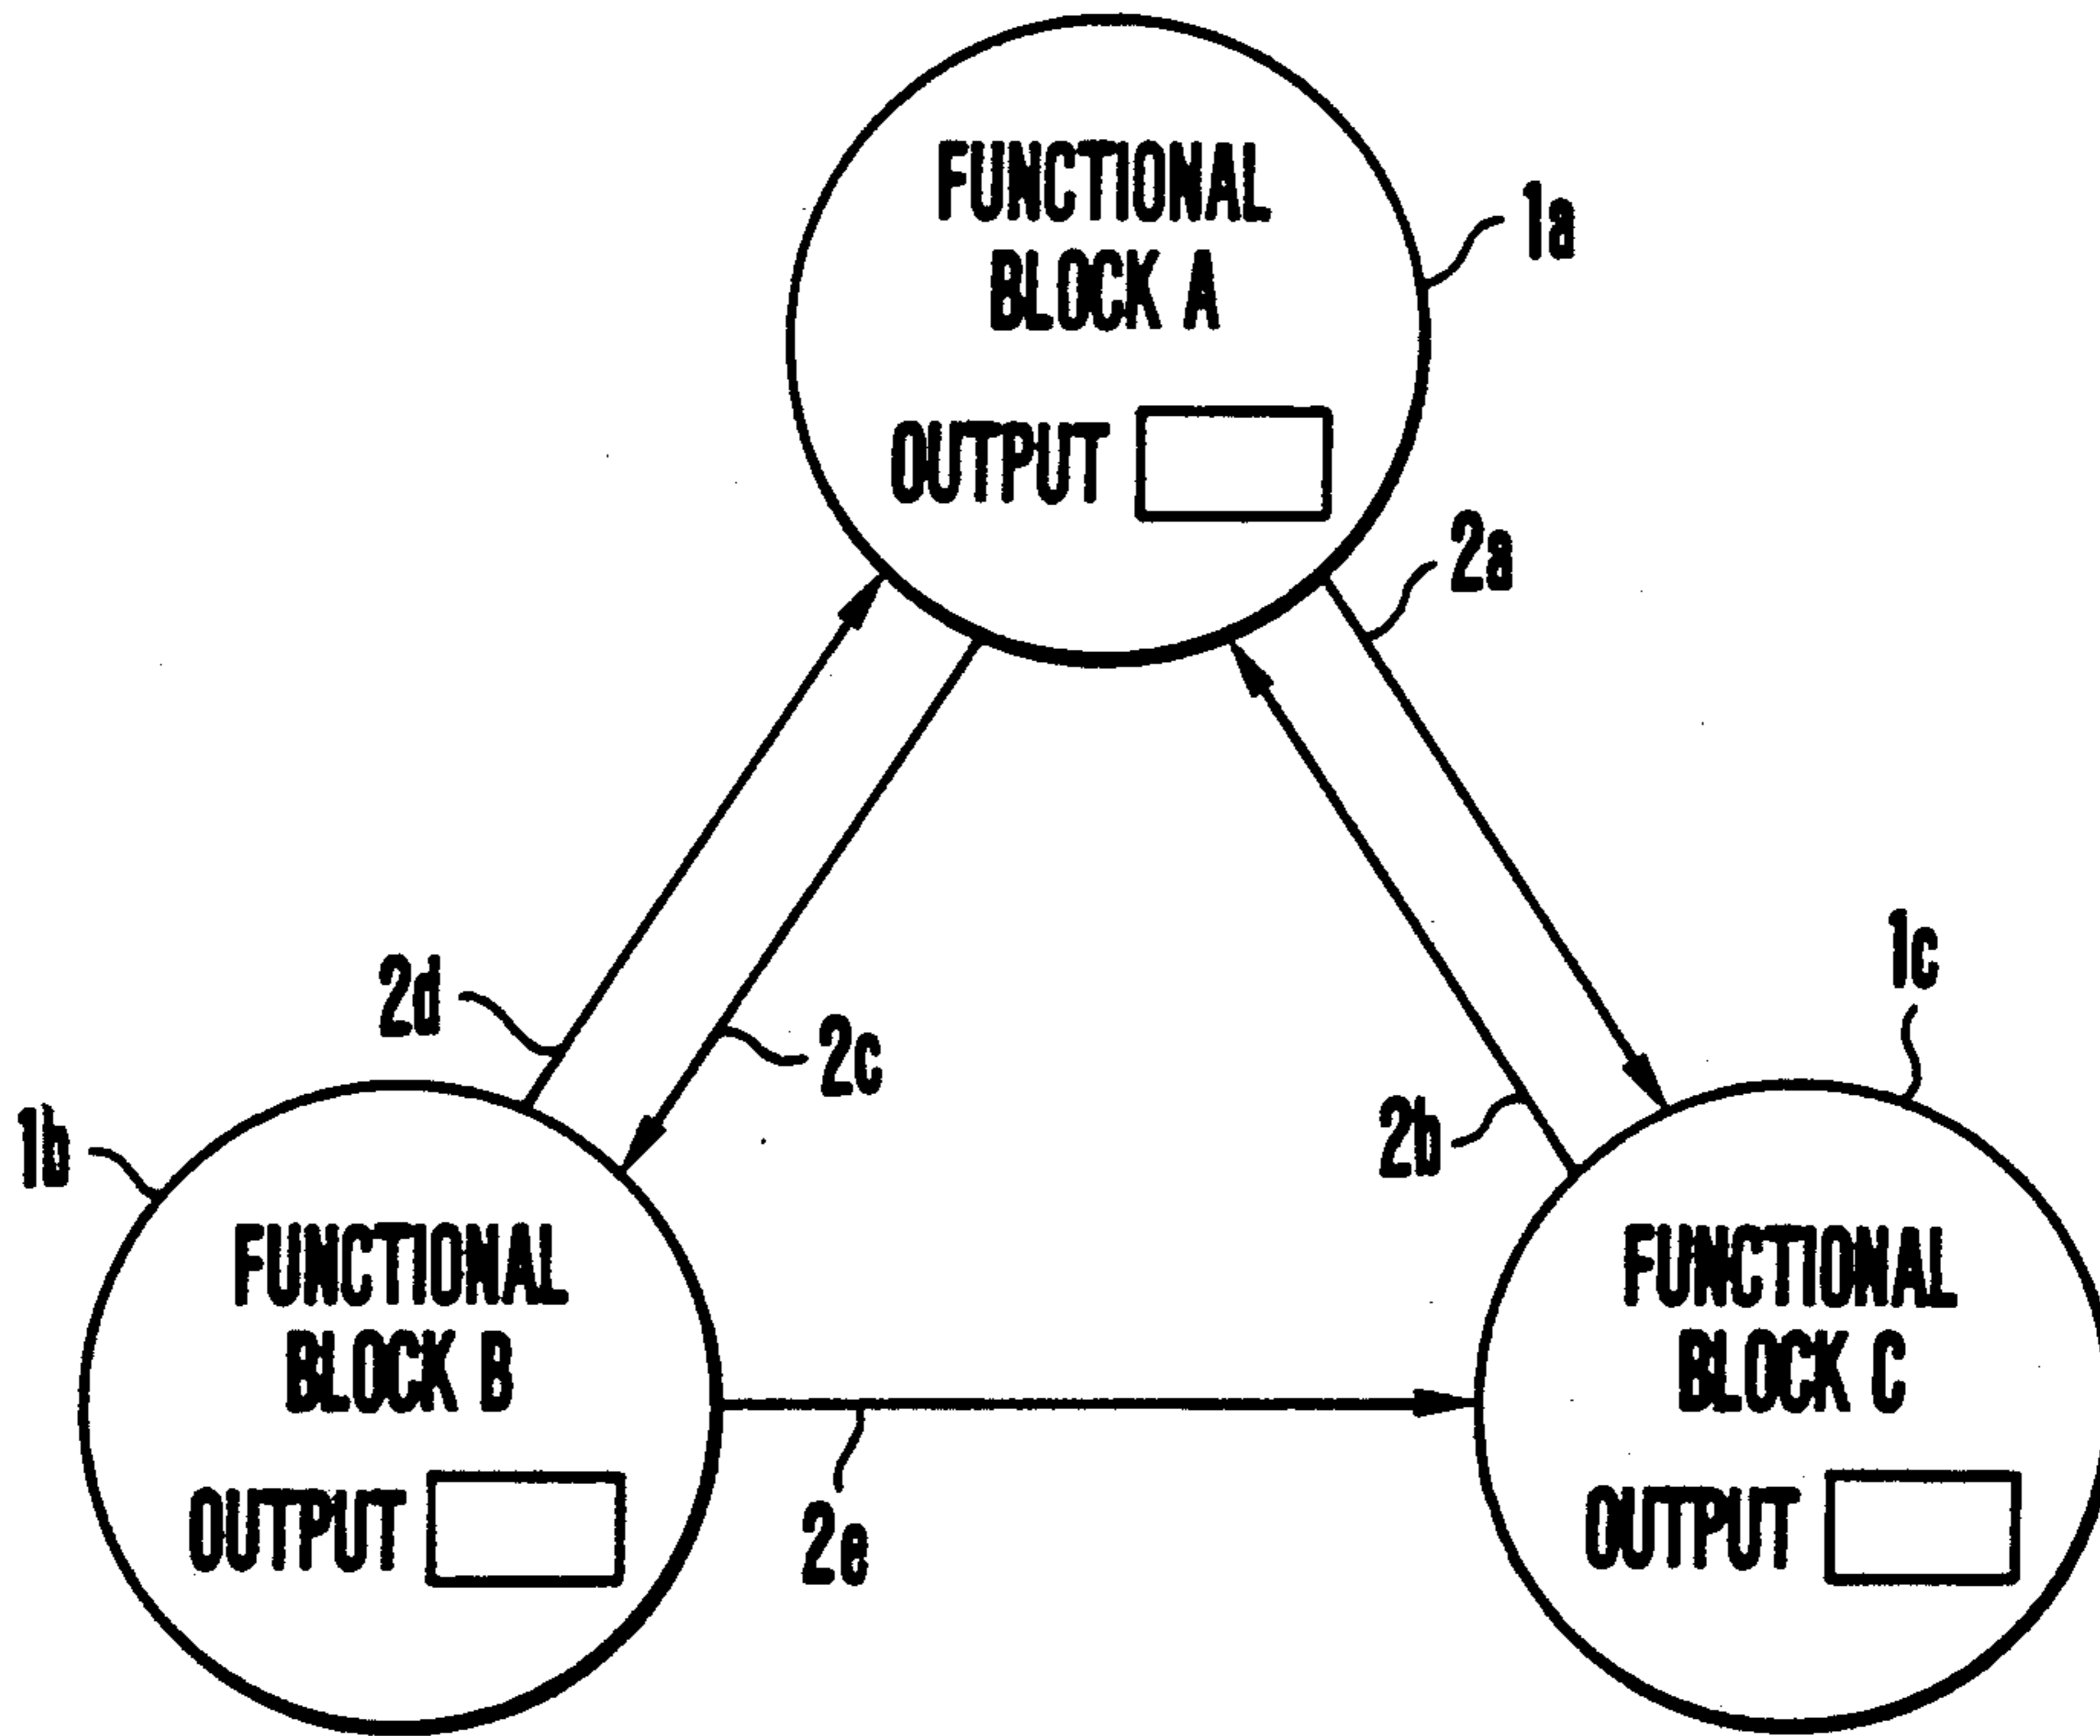 FUNCTIONAL
BLOCK A
OUTPUT
1a
2a
2d
2c
2b
1c
1b
FUNCTIONAL
BLOCK B
OUTPUT
2e
FUNCTIONAL
BLOCK C
OUTPUT